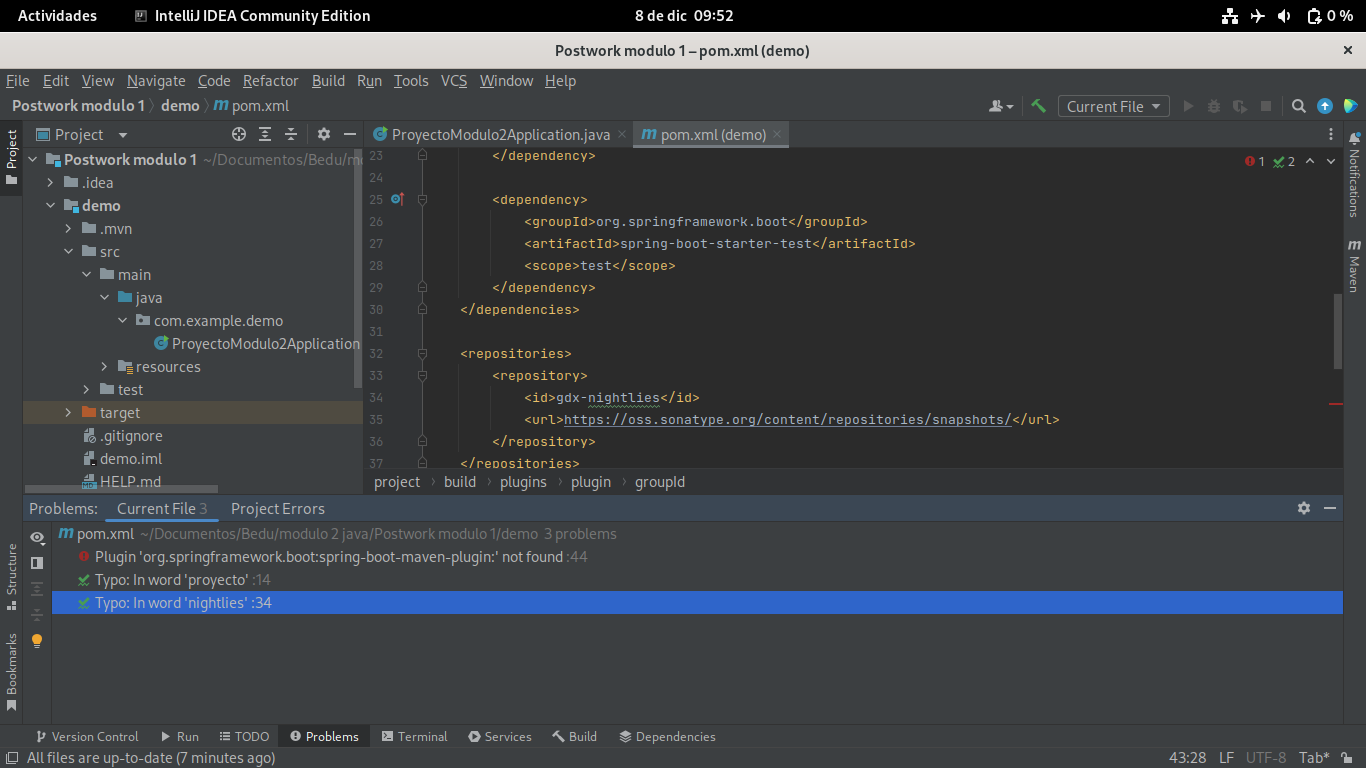 Actividades IntelliJ IDEA Community Edition 8 de dic 09:52 0 %
Postwork modulo 1 – pom.xml (demo)
File Edit View Navigate Code Refactor Build Run Tools VCS Window Help
Postwork modulo 1 demo pom.xml Current File
Project
Project
ProyectoModulo2Application.java
pom.xml (demo)
Postwork modulo 1 ~/Documentos/Bedu/mo
.idea
demo
.mvn
src
main
java
com.example.demo
ProyectoModulo2Application
resources
test
target
.gitignore
demo.iml
HELP.md
1 2
23 </dependency>
24
25 <dependency>
26 <groupId>org.springframework.boot</groupId>
27 <artifactId>spring-boot-starter-test</artifactId>
28 <scope>test</scope>
29 </dependency>
30 </dependencies>
31
32 <repositories>
33 <repository>
34 <id>gdx-nightlies</id>
35 <url>https://oss.sonatype.org/content/repositories/snapshots/</url>
36 </repository>
37 </repositories>
project build plugins plugin groupId
Notifications
Maven
Problems: Current File 3 Project Errors
pom.xml ~/Documentos/Bedu/modulo 2 java/Postwork modulo 1/demo 3 problems
Plugin 'org.springframework.boot:spring-boot-maven-plugin:' not found :44
Typo: In word 'proyecto' :14
Typo: In word 'nightlies' :34
Structure
Bookmarks
Version Control Run TODO Problems Terminal Services Build Dependencies
All files are up-to-date (7 minutes ago) 43:28 LF UTF-8 Tab*